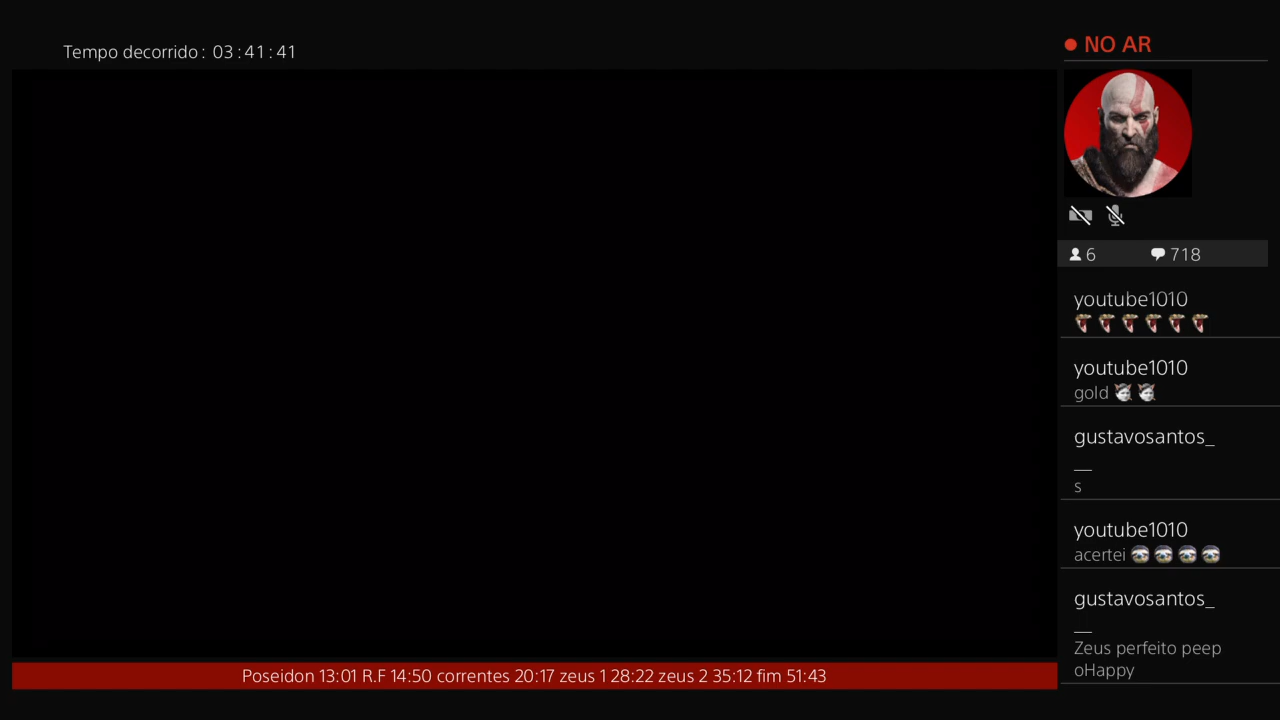 Tempo decorrido: 03:41:41
NO AR
6 718
youtube1010
youtube1010
gold
gustavosantos_
__
s
youtube1010
acertei
gustavosantos_
__
Zeus perfeito peep
oHappy
Poseidon 13:01 R.F 14:50 correntes 20:17 zeus 1 28:22 zeus 2 35:12 fim 51:43